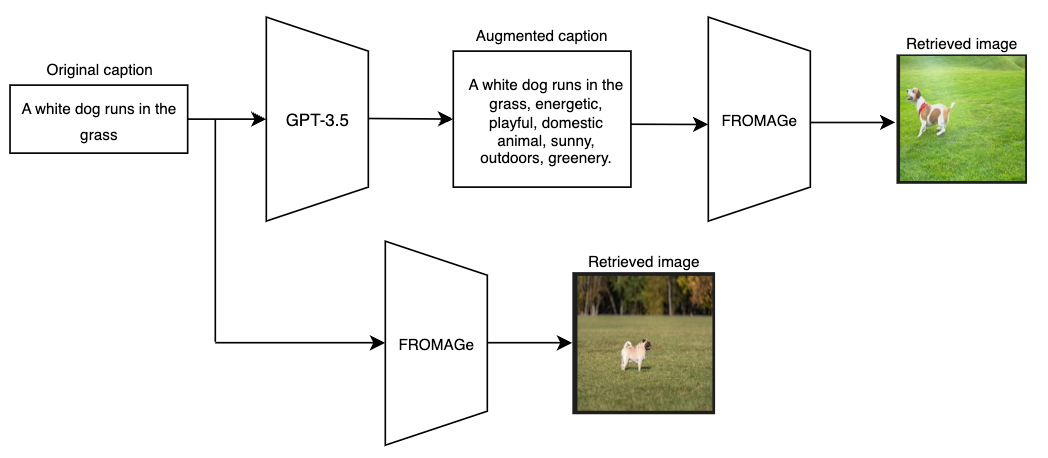 Original caption
A white dog runs in the
grass
GPT-3.5
Augmented caption
A white dog runs in the
grass, energetic,
playful, domestic
animal, sunny,
outdoors, greenery.
FROMAGe
Retrieved image
FROMAGe
Retrieved image